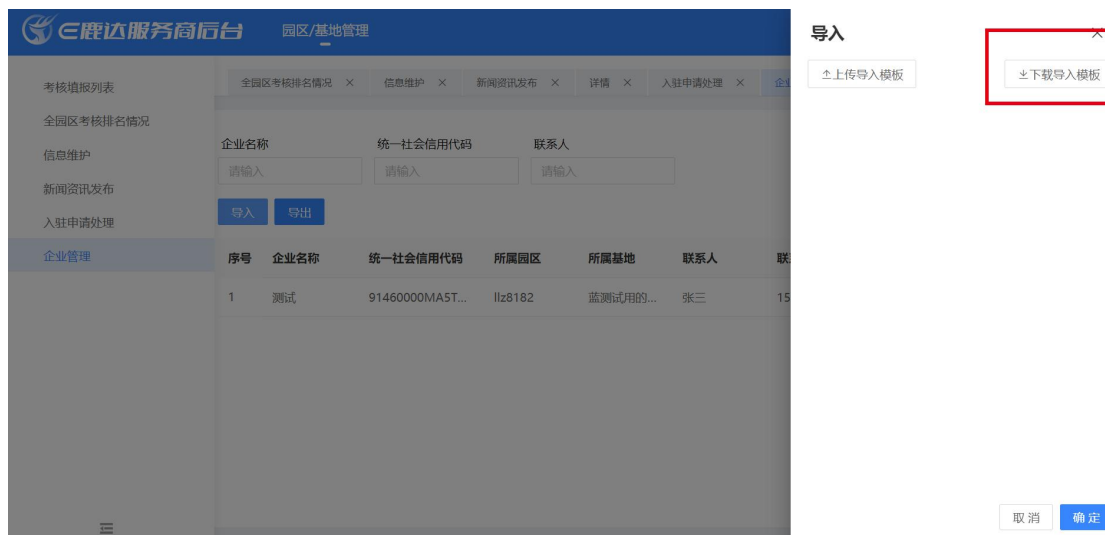 E鹿达服务商后台 园区/基地管理
导入
上传导入模板 下载导入模板
考核填报列表
全园区考核排名情况
信息维护
新闻资讯发布
入驻申请处理
企业管理
全园区考核排名情况 信息维护 新闻资讯发布 详情 入驻申请处理 企业
企业名称 统一社会信用代码 联系人
请输入 请输入 请输入
导入 导出
序号 企业名称 统一社会信用代码 所属园区 所属基地 联系人 联
1 测试 91460000MA5T... llz8182 蓝测试用的... 张三 15
取消 确定